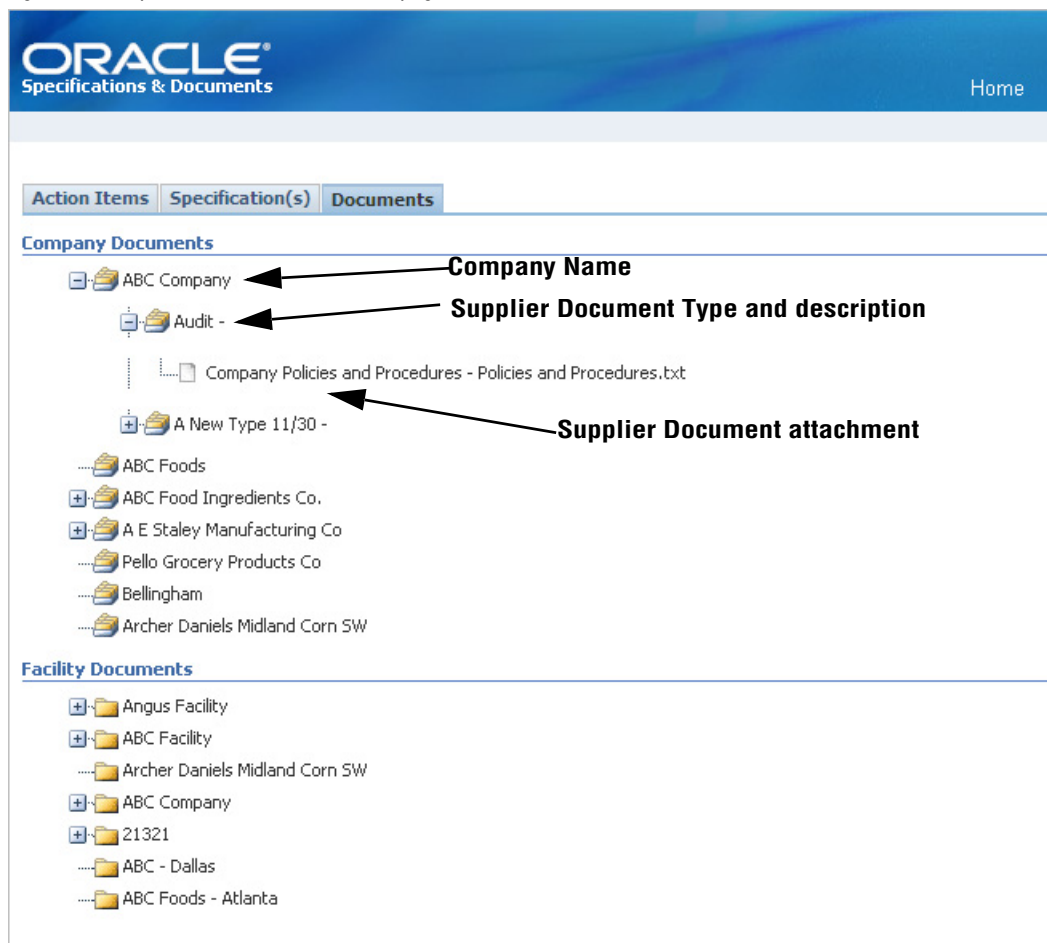 ORACLE®
Specifications & Documents
Home
Action Items Specification(s) Documents
Company Documents
ABC Company
Company Name
Audit -
Supplier Document Type and description
Company Policies and Procedures - Policies and Procedures.txt
Supplier Document attachment
A New Type 11/30 -
ABC Foods
ABC Food Ingredients Co.
A E Staley Manufacturing Co
Pello Grocery Products Co
Bellingham
Archer Daniels Midland Corn SW
Facility Documents
Angus Facility
ABC Facility
Archer Daniels Midland Corn SW
ABC Company
21321
ABC - Dallas
ABC Foods - Atlanta